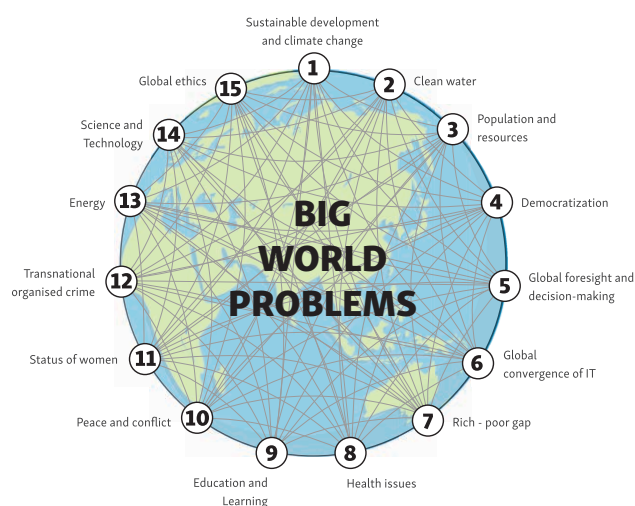 Sustainable development
and climate change
1
2
Clean water
3
Population and
resources
4
Democratization
5
Global foresight and
decision-making
6
Global
convergence of IT
7
Rich - poor gap
8
Health issues
9
Education and
Learning
10
Peace and conflict
11
Status of women
12
Transnational
organised crime
13
Energy
14
Science and
Technology
15
Global ethics
BIG
WORLD
PROBLEMS